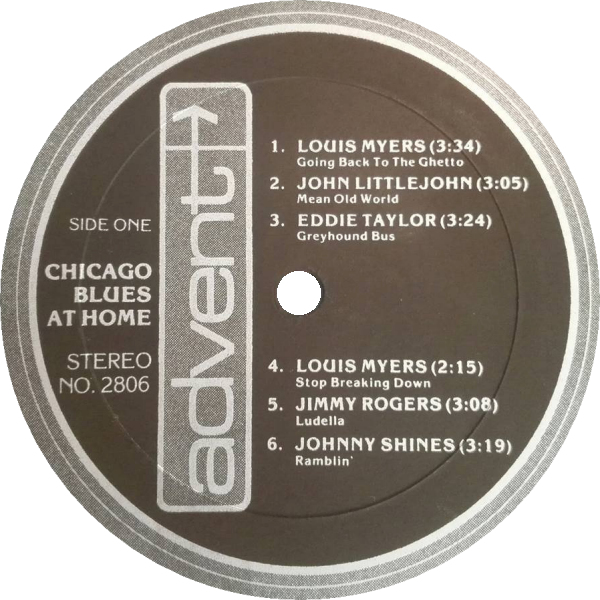 SIDE ONE
CHICAGO
BLUES
AT HOME
STEREO
NO. 2806
advent
1. LOUIS MYERS (3:34)
Going Back To The Ghetto
2. JOHN LITTLEJOHN (3:05)
Mean Old World
3. EDDIE TAYLOR (3:24)
Greyhound Bus
4. LOUIS MYERS (2:15)
Stop Breaking Down
5. JIMMY ROGERS (3:08)
Ludella
6. JOHNNY SHINES (3:19)
Ramblin'